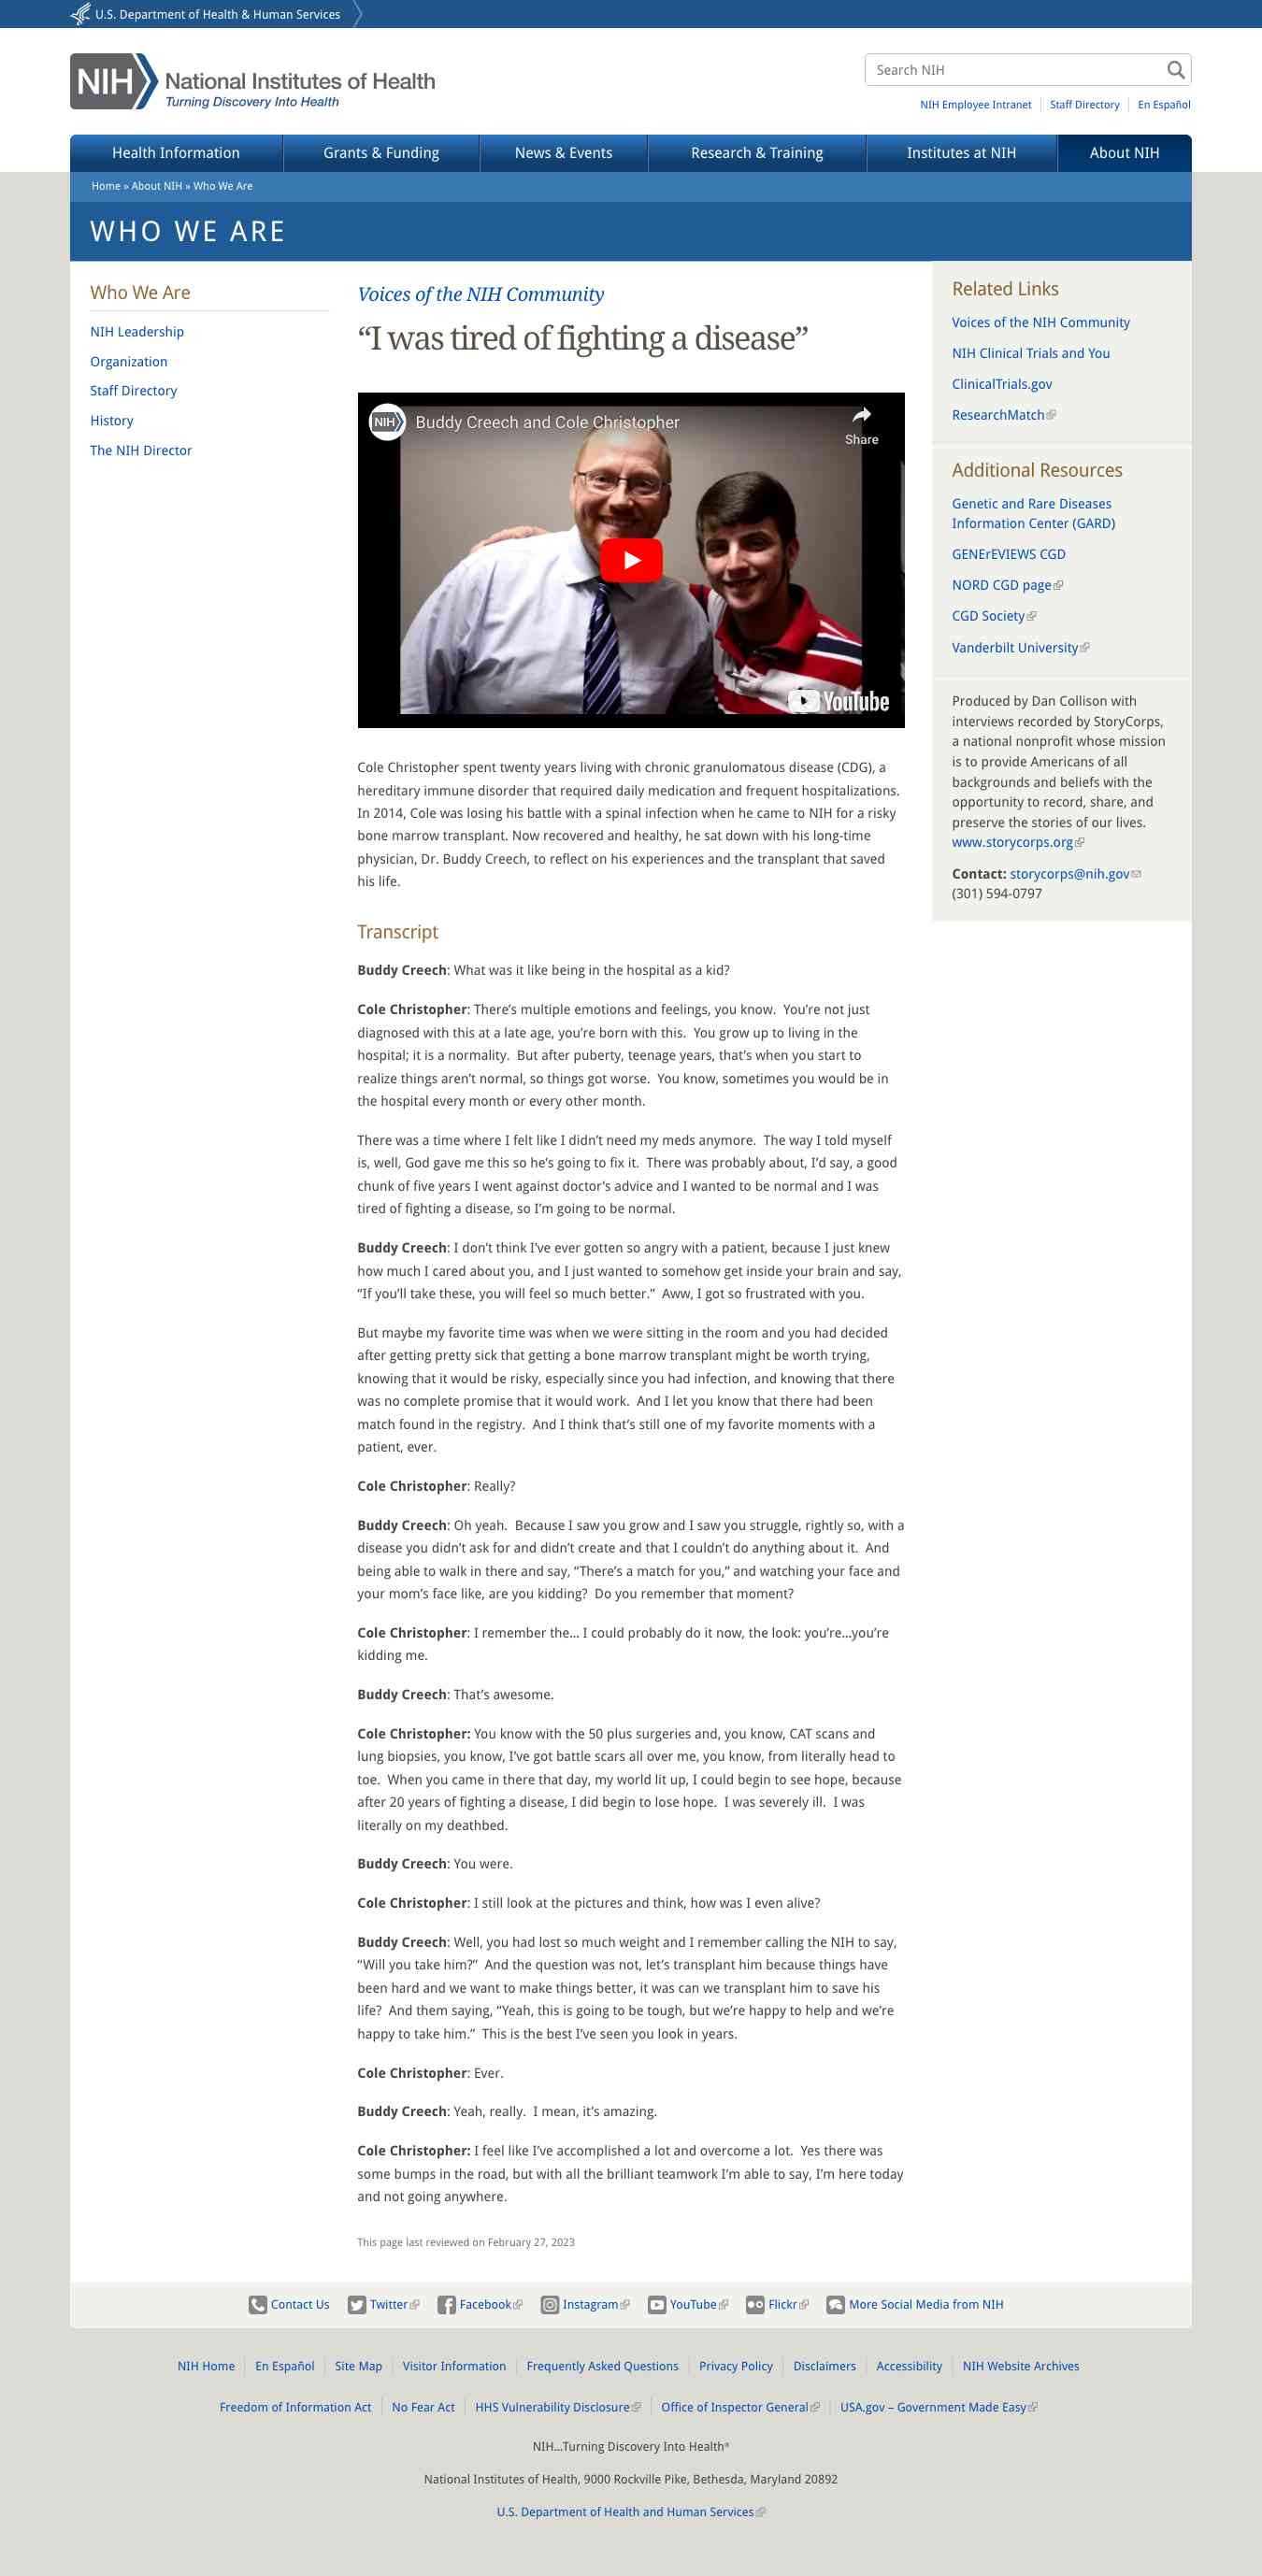 U.S. Department of Health & Human Services
NIH
National Institutes of Health
Turning Discovery Into Health
Search NIH
NIH Employee Intranet
Staff Directory
En Español
Health Information
Grants & Funding
News & Events
Research & Training
Institutes at NIH
About NIH
Home » About NIH » Who We Are
WHO WE ARE
Who We Are
NIH Leadership
Organization
Staff Directory
History
The NIH Director
Voices of the NIH Community
“I was tired of fighting a disease”
NIH
Buddy Creech and Cole Christopher
Share
YouTube
Cole Christopher spent twenty years living with chronic granulomatous disease (CDG), a
hereditary immune disorder that required daily medication and frequent hospitalizations.
In 2014, Cole was losing his battle with a spinal infection when he came to NIH for a risky
bone marrow transplant. Now recovered and healthy, he sat down with his long-time
physician, Dr. Buddy Creech, to reflect on his experiences and the transplant that saved
his life.
Transcript
Buddy Creech: What was it like being in the hospital as a kid?
Cole Christopher: There’s multiple emotions and feelings, you know.  You’re not just
diagnosed with this at a late age, you’re born with this.  You grow up to living in the
hospital; it is a normality.  But after puberty, teenage years, that’s when you start to
realize things aren’t normal, so things got worse.  You know, sometimes you would be in
the hospital every month or every other month.
There was a time where I felt like I didn’t need my meds anymore.  The way I told myself
is, well, God gave me this so he’s going to fix it.  There was probably about, I’d say, a good
chunk of five years I went against doctor’s advice and I wanted to be normal and I was
tired of fighting a disease, so I’m going to be normal.
Buddy Creech: I don’t think I’ve ever gotten so angry with a patient, because I just knew
how much I cared about you, and I just wanted to somehow get inside your brain and say,
“If you’ll take these, you will feel so much better.”  Aww, I got so frustrated with you.
But maybe my favorite time was when we were sitting in the room and you had decided
after getting pretty sick that getting a bone marrow transplant might be worth trying,
knowing that it would be risky, especially since you had infection, and knowing that there
was no complete promise that it would work.  And I let you know that there had been
match found in the registry.  And I think that’s still one of my favorite moments with a
patient, ever.
Cole Christopher: Really?
Buddy Creech: Oh yeah.  Because I saw you grow and I saw you struggle, rightly so, with a
disease you didn’t ask for and didn’t create and that I couldn’t do anything about it.  And
being able to walk in there and say, “There’s a match for you,” and watching your face and
your mom’s face like, are you kidding?  Do you remember that moment?
Cole Christopher: I remember the... I could probably do it now, the look: you’re...you’re
kidding me.
Buddy Creech: That’s awesome.
Cole Christopher: You know with the 50 plus surgeries and, you know, CAT scans and
lung biopsies, you know, I’ve got battle scars all over me, you know, from literally head to
toe.  When you came in there that day, my world lit up, I could begin to see hope, because
after 20 years of fighting a disease, I did begin to lose hope.  I was severely ill.  I was
literally on my deathbed.
Buddy Creech: You were.
Cole Christopher: I still look at the pictures and think, how was I even alive?
Buddy Creech: Well, you had lost so much weight and I remember calling the NIH to say,
“Will you take him?”  And the question was not, let’s transplant him because things have
been hard and we want to make things better, it was can we transplant him to save his
life?  And them saying, “Yeah, this is going to be tough, but we’re happy to help and we’re
happy to take him.”  This is the best I’ve seen you look in years.
Cole Christopher: Ever.
Buddy Creech: Yeah, really.  I mean, it’s amazing.
Cole Christopher: I feel like I’ve accomplished a lot and overcome a lot.  Yes there was
some bumps in the road, but with all the brilliant teamwork I’m able to say, I’m here today
and not going anywhere.
This page last reviewed on February 27, 2023
Related Links
Voices of the NIH Community
NIH Clinical Trials and You
ClinicalTrials.gov
ResearchMatch
Additional Resources
Genetic and Rare Diseases
Information Center (GARD)
GENErEVIEWS CGD
NORD CGD page
CGD Society
Vanderbilt University
Produced by Dan Collison with
interviews recorded by StoryCorps,
a national nonprofit whose mission
is to provide Americans of all
backgrounds and beliefs with the
opportunity to record, share, and
preserve the stories of our lives.
www.storycorps.org
Contact: storycorps@nih.gov
(301) 594-0797
Contact Us
Twitter
Facebook
Instagram
YouTube
Flickr
More Social Media from NIH
NIH Home
En Español
Site Map
Visitor Information
Frequently Asked Questions
Privacy Policy
Disclaimers
Accessibility
NIH Website Archives
Freedom of Information Act
No Fear Act
HHS Vulnerability Disclosure
Office of Inspector General
USA.gov – Government Made Easy
NIH...Turning Discovery Into Health®
National Institutes of Health, 9000 Rockville Pike, Bethesda, Maryland 20892
U.S. Department of Health and Human Services